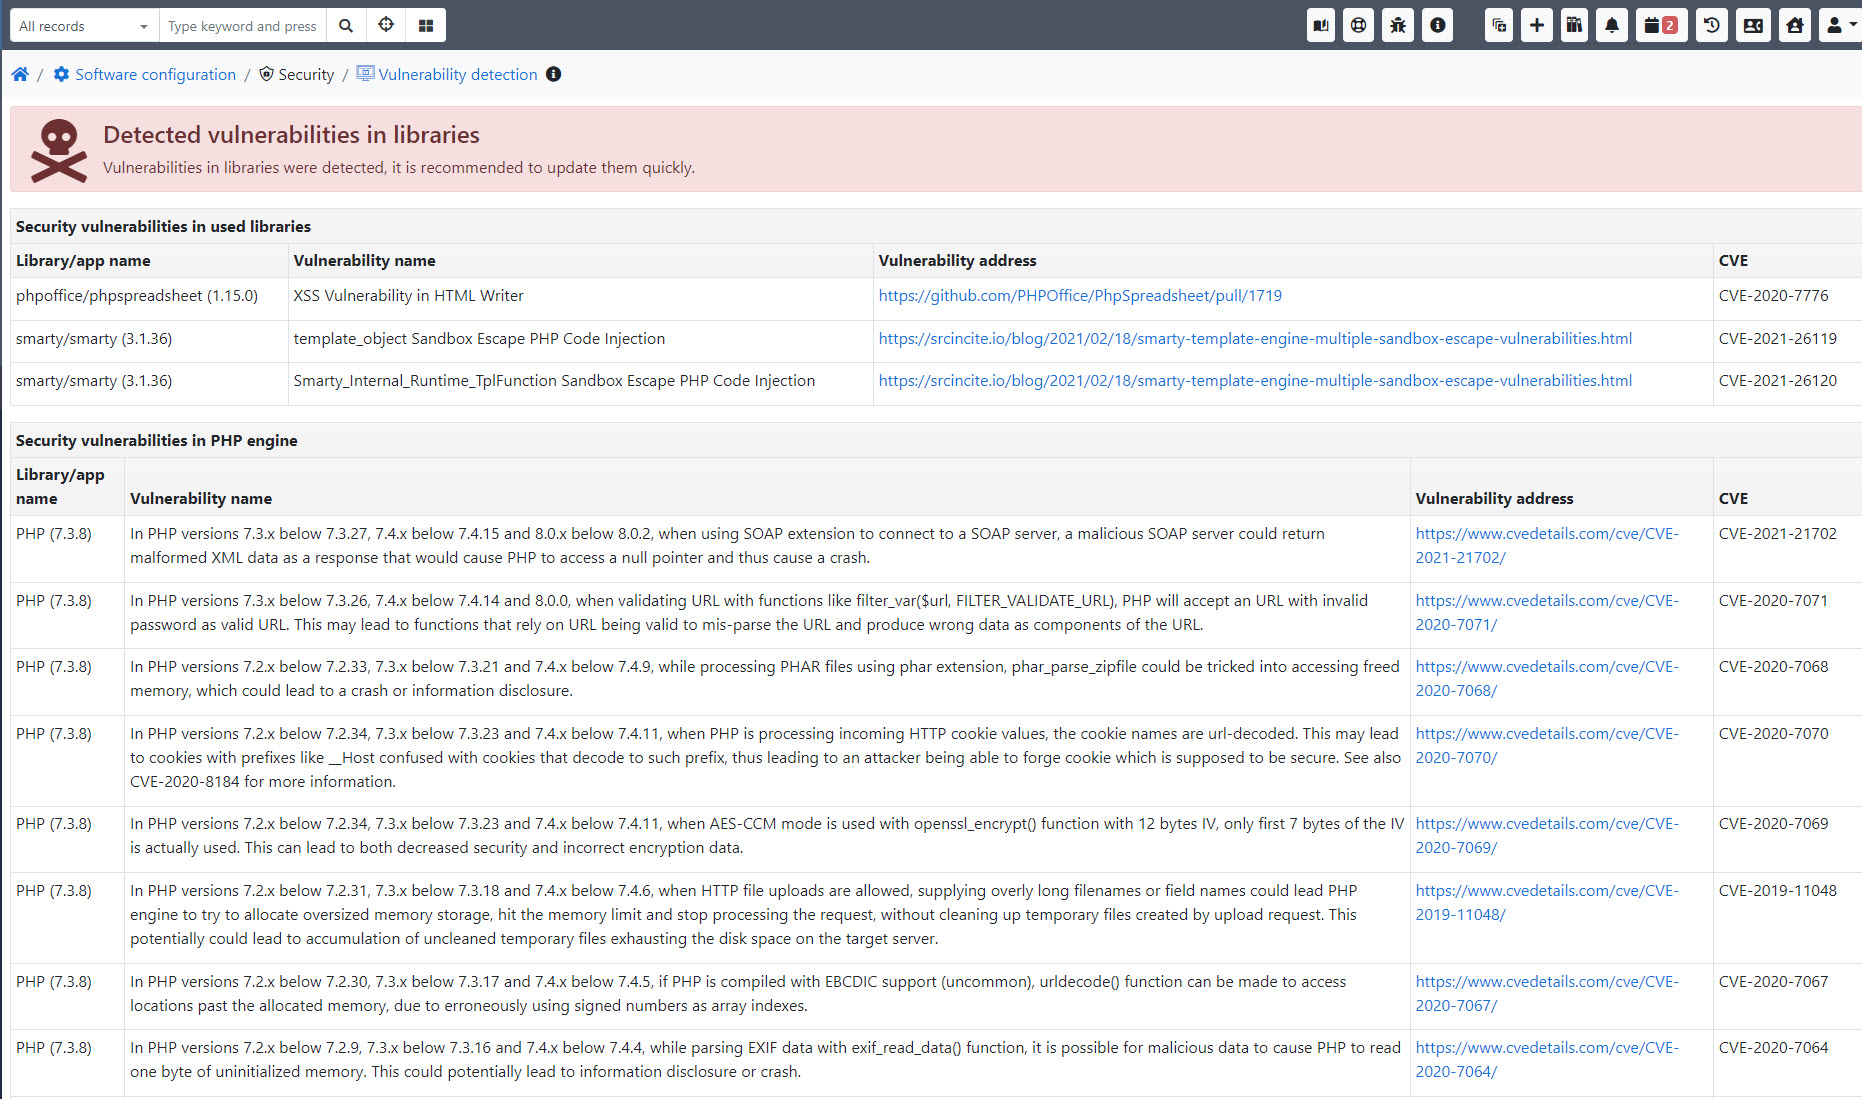 All records Type keyword and press 2
/ Software configuration / Security / Vulnerability detection
Detected vulnerabilities in libraries
Vulnerabilities in libraries were detected, it is recommended to update them quickly.
Security vulnerabilities in used libraries
Library/app name Vulnerability name Vulnerability address CVE
phpoffice/phpspreadsheet (1.15.0) XSS Vulnerability in HTML Writer https://github.com/PHPOffice/PhpSpreadsheet/pull/1719 CVE-2020-7776
smarty/smarty (3.1.36) template_object Sandbox Escape PHP Code Injection https://srcincite.io/blog/2021/02/18/smarty-template-engine-multiple-sandbox-escape-vulnerabilities.html CVE-2021-26119
smarty/smarty (3.1.36) Smarty_Internal_Runtime_TplFunction Sandbox Escape PHP Code Injection https://srcincite.io/blog/2021/02/18/smarty-template-engine-multiple-sandbox-escape-vulnerabilities.html CVE-2021-26120
Security vulnerabilities in PHP engine
Library/app
name Vulnerability name Vulnerability address CVE
PHP (7.3.8) In PHP versions 7.3.x below 7.3.27, 7.4.x below 7.4.15 and 8.0.x below 8.0.2, when using SOAP extension to connect to a SOAP server, a malicious SOAP server could return https://www.cvedetails.com/cve/CVE- CVE-2021-21702
malformed XML data as a response that would cause PHP to access a null pointer and thus cause a crash. 2021-21702/
PHP (7.3.8) In PHP versions 7.3.x below 7.3.26, 7.4.x below 7.4.14 and 8.0.0, when validating URL with functions like filter_var($url, FILTER_VALIDATE_URL), PHP will accept an URL with invalid https://www.cvedetails.com/cve/CVE- CVE-2020-7071
password as valid URL. This may lead to functions that rely on URL being valid to mis-parse the URL and produce wrong data as components of the URL. 2020-7071/
PHP (7.3.8) In PHP versions 7.2.x below 7.2.33, 7.3.x below 7.3.21 and 7.4.x below 7.4.9, while processing PHAR files using phar extension, phar_parse_zipfile could be tricked into accessing freed https://www.cvedetails.com/cve/CVE- CVE-2020-7068
memory, which could lead to a crash or information disclosure. 2020-7068/
PHP (7.3.8) In PHP versions 7.2.x below 7.2.34, 7.3.x below 7.3.23 and 7.4.x below 7.4.11, when PHP is processing incoming HTTP cookie values, the cookie names are url-decoded. This may lead https://www.cvedetails.com/cve/CVE- CVE-2020-7070
to cookies with prefixes like __Host confused with cookies that decode to such prefix, thus leading to an attacker being able to forge cookie which is supposed to be secure. See also 2020-7070/
CVE-2020-8184 for more information.
PHP (7.3.8) In PHP versions 7.2.x below 7.2.34, 7.3.x below 7.3.23 and 7.4.x below 7.4.11, when AES-CCM mode is used with openssl_encrypt() function with 12 bytes IV, only first 7 bytes of the IV https://www.cvedetails.com/cve/CVE- CVE-2020-7069
is actually used. This can lead to both decreased security and incorrect encryption data. 2020-7069/
PHP (7.3.8) In PHP versions 7.2.x below 7.2.31, 7.3.x below 7.3.18 and 7.4.x below 7.4.6, when HTTP file uploads are allowed, supplying overly long filenames or field names could lead PHP https://www.cvedetails.com/cve/CVE- CVE-2019-11048
engine to try to allocate oversized memory storage, hit the memory limit and stop processing the request, without cleaning up temporary files created by upload request. This 2019-11048/
potentially could lead to accumulation of uncleaned temporary files exhausting the disk space on the target server.
PHP (7.3.8) In PHP versions 7.2.x below 7.2.30, 7.3.x below 7.3.17 and 7.4.x below 7.4.5, if PHP is compiled with EBCDIC support (uncommon), urldecode() function can be made to access https://www.cvedetails.com/cve/CVE- CVE-2020-7067
locations past the allocated memory, due to erroneously using signed numbers as array indexes. 2020-7067/
PHP (7.3.8) In PHP versions 7.2.x below 7.2.9, 7.3.x below 7.3.16 and 7.4.x below 7.4.4, while parsing EXIF data with exif_read_data() function, it is possible for malicious data to cause PHP to read https://www.cvedetails.com/cve/CVE- CVE-2020-7064
one byte of uninitialized memory. This could potentially lead to information disclosure or crash. 2020-7064/